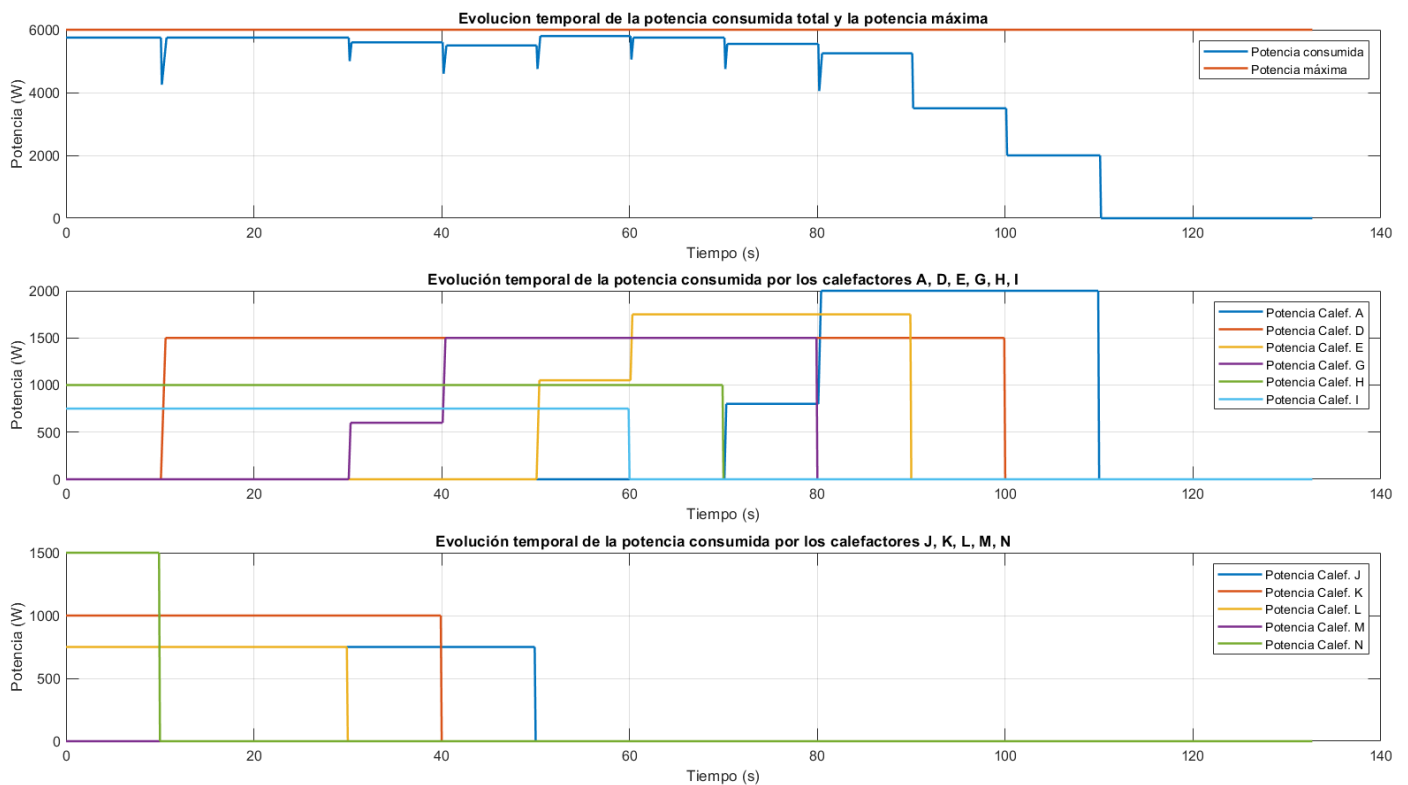 Evolucion temporal de la potencia consumida total y la potencia máxima
6000
4000
2000
0
Potencia (W)
0 20 40 60 80 100 120 140
Tiempo (s)
Potencia consumida
Potencia máxima
Evolución temporal de la potencia consumida por los calefactores A, D, E, G, H, I
2000
1500
1000
500
0
Potencia (W)
0 20 40 60 80 100 120 140
Tiempo (s)
Potencia Calef. A
Potencia Calef. D
Potencia Calef. E
Potencia Calef. G
Potencia Calef. H
Potencia Calef. I
Evolución temporal de la potencia consumida por los calefactores J, K, L, M, N
1500
1000
500
0
Potencia (W)
0 20 40 60 80 100 120 140
Tiempo (s)
Potencia Calef. J
Potencia Calef. K
Potencia Calef. L
Potencia Calef. M
Potencia Calef. N